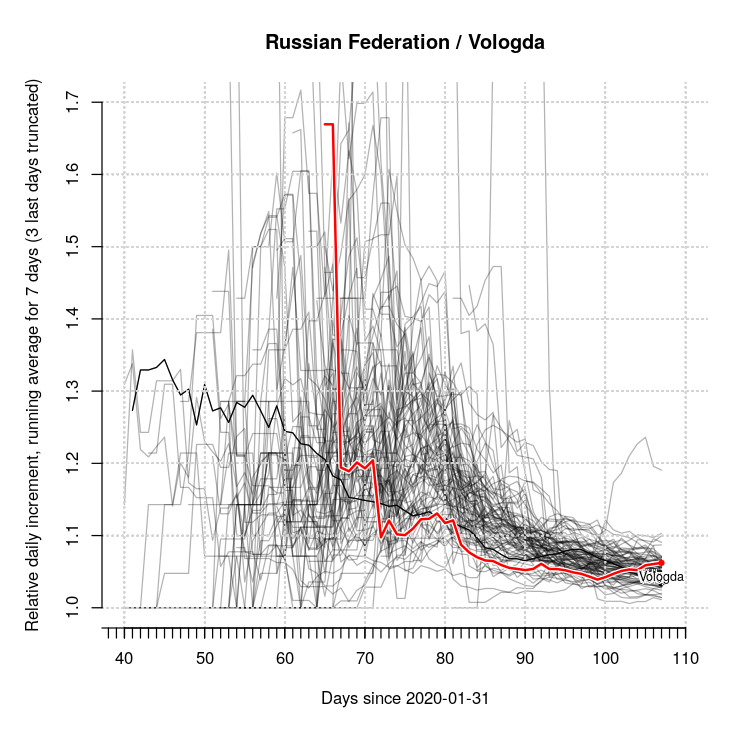 Russian Federation / Vologda
Relative daily increment, running average for 7 days (3 last days truncated)
1.7
1.6
1.5
1.4
1.3
1.2
1.1
1.0
Vologda
40 50 60 70 80 90 100 110
Days since 2020-01-31